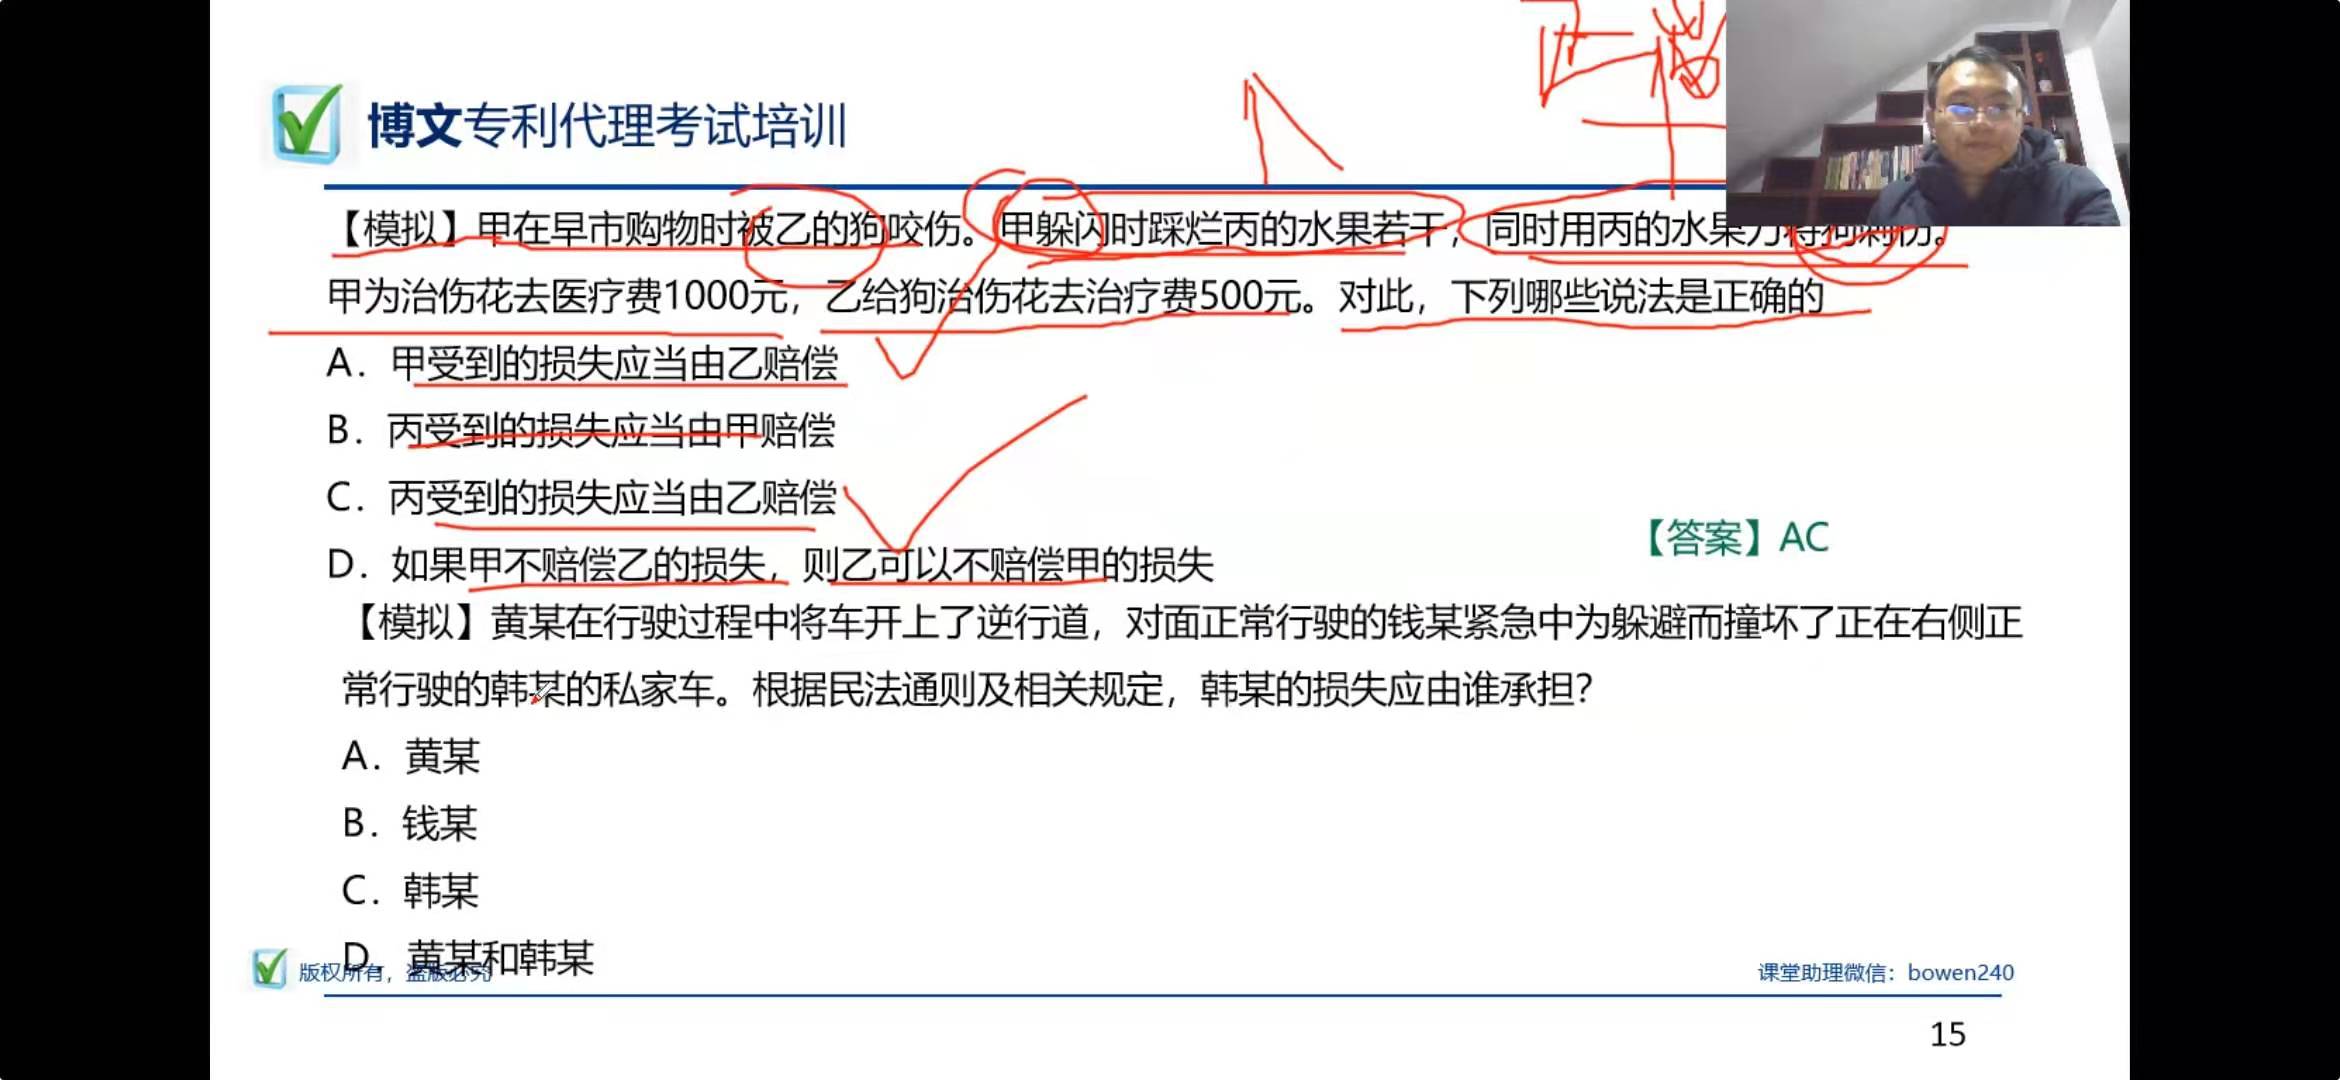 博文专利代理考试培训
【模拟】甲在早市购物时被乙的狗咬伤。甲躲闪时踩烂丙的水果若干，同时用丙的水果刀将狗刺伤。
甲为治伤花去医疗费1000元，乙给狗治伤花去治疗费500元。对此，下列哪些说法是正确的
A．甲受到的损失应当由乙赔偿
B．丙受到的损失应当由甲赔偿
C．丙受到的损失应当由乙赔偿
【答案】AC
D．如果甲不赔偿乙的损失，则乙可以不赔偿甲的损失
【模拟】黄某在行驶过程中将车开上了逆行道，对面正常行驶的钱某紧急中为躲避而撞坏了正在右侧正
常行驶的韩某的私家车。根据民法通则及相关规定，韩某的损失应由谁承担？
A．黄某
B．钱某
C．韩某
D．黄某和韩某
版权所有，盗版必究
课堂助理微信：bowen240
15